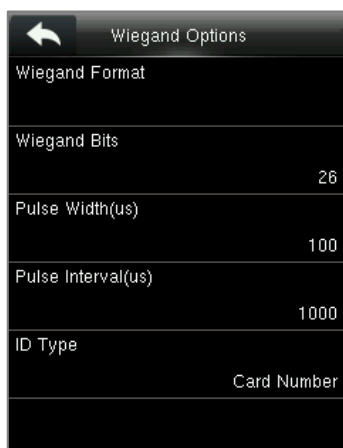 Wiegand Options
Wiegand Format
Wiegand Bits
26
Pulse Width(us)
100
Pulse Interval(us)
1000
ID Type
Card Number